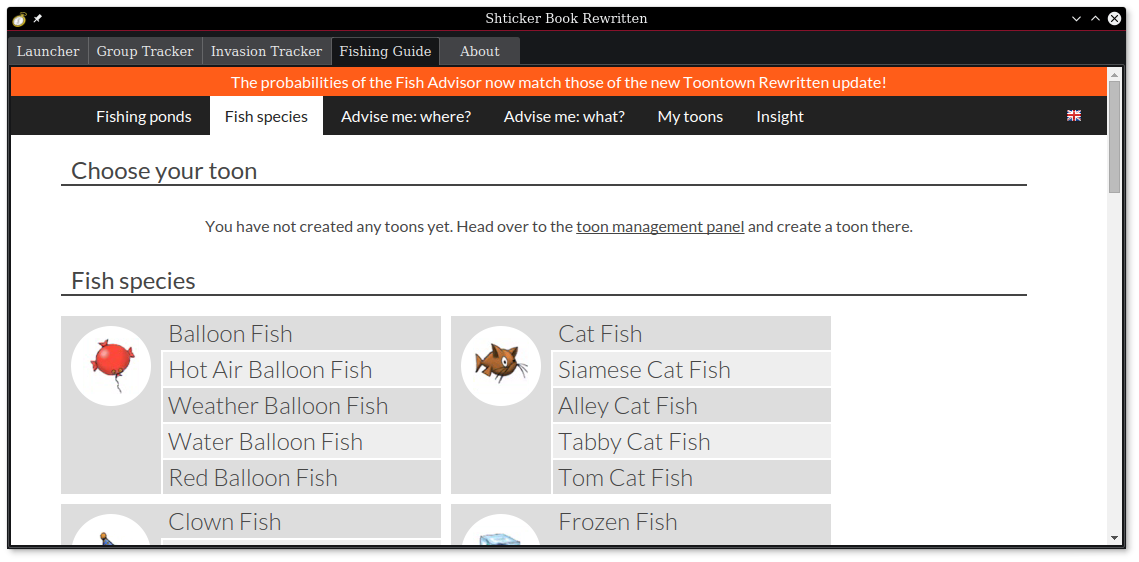 Shticker Book Rewritten
Launcher Group Tracker Invasion Tracker Fishing Guide About
The probabilities of the Fish Advisor now match those of the new Toontown Rewritten update!
Fishing ponds Fish species Advise me: where? Advise me: what? My toons Insight
Choose your toon
You have not created any toons yet. Head over to the toon management panel and create a toon there.
Fish species
Balloon Fish
Hot Air Balloon Fish
Weather Balloon Fish
Water Balloon Fish
Red Balloon Fish
Cat Fish
Siamese Cat Fish
Alley Cat Fish
Tabby Cat Fish
Tom Cat Fish
Clown Fish
Frozen Fish